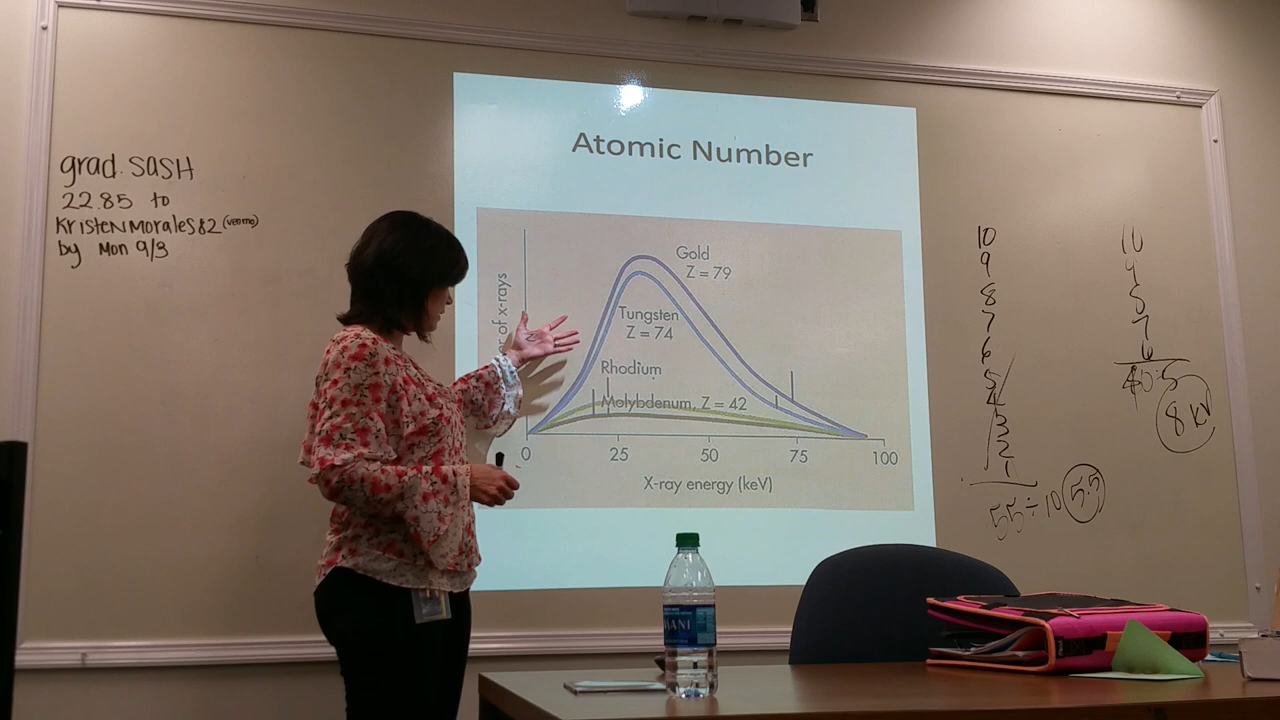 grad. SASH
22.85 to
KristenMorales82 (venmo)
by Mon 9/3
Atomic Number
Gold
Z = 79
Tungsten
Z = 74
Rhodium
Molybdenum, Z = 42
of x-rays
0 25 50 75 100
X-ray energy (keV)
10
9
8
7
6
5
4
3
2
1
55 ÷ 10 5.5
10
9
8
7
6
40 ÷ 5
8 kV
ANI